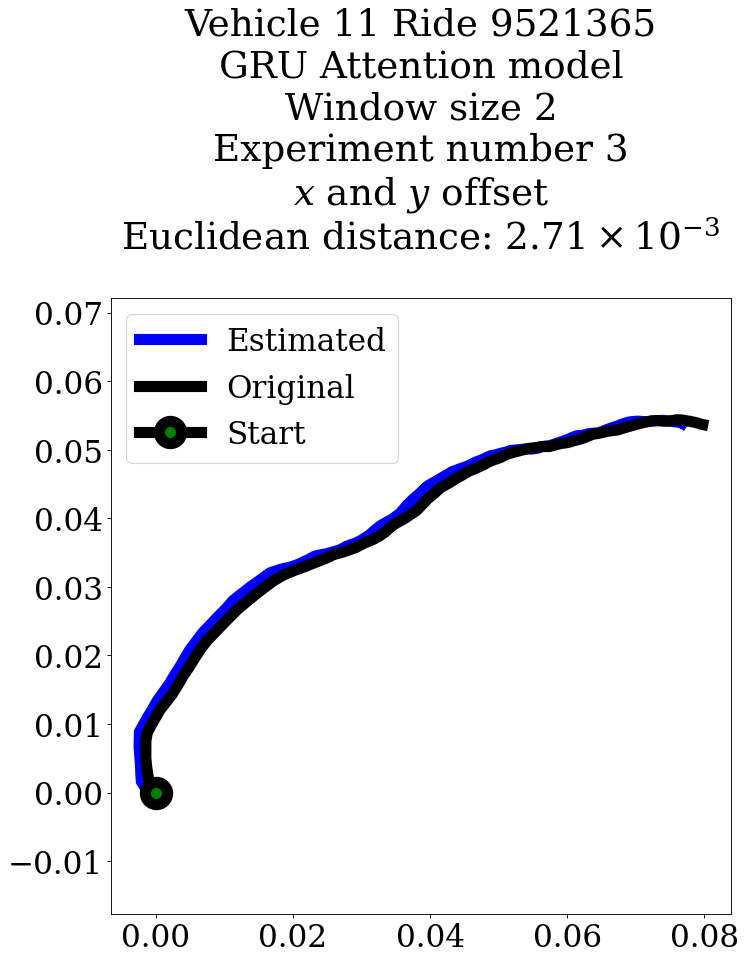 Vehicle 11 Ride 9521365
GRU Attention model
Window size 2
Experiment number 3
x and y offset
Euclidean distance: 2.71 × 10⁻³
0.07
0.06
0.05
0.04
0.03
0.02
0.01
0.00
−0.01
Estimated
Original
Start
0.00 0.02 0.04 0.06 0.08